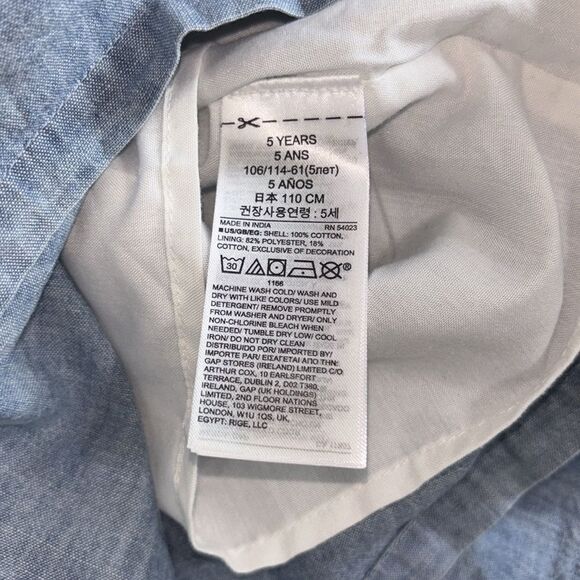 5 YEARS
5 ANS
106/114-61(5лет)
5 AÑOS
日本 110 CM
권장사용연령 : 5세
MADE IN INDIA RN 54023
■ US/GB/EG: SHELL: 100% COTTON,
LINING: 82% POLYESTER, 18%
COTTON, EXCLUSIVE OF DECORATION
30
1166
MACHINE WASH COLD/ WASH AND
DRY WITH LIKE COLORS/ USE MILD
DETERGENT/ REMOVE PROMPTLY
FROM WASHER AND DRYER/ ONLY
NON-CHLORINE BLEACH WHEN
NEEDED/ TUMBLE DRY LOW/ COOL
IRON/ DO NOT DRY CLEAN
DISTRIBUIDO POR/ IMPORTED BY/
IMPORTE PAR/ ΕΙΣΑΓΕΤΑΙ ΑΠΟ ΤΗΝ:
GAP STORES (IRELAND) LIMITED C/O
ARTHUR COX, 10 EARLSFORT
TERRACE, DUBLIN 2, D02 T380,
IRELAND, GAP (UK HOLDINGS)
LIMITED, 2ND FLOOR NATIONS
HOUSE, 103 WIGMORE STREET,
LONDON, W1U 1QS, UK
EGYPT: RIGE, LLC